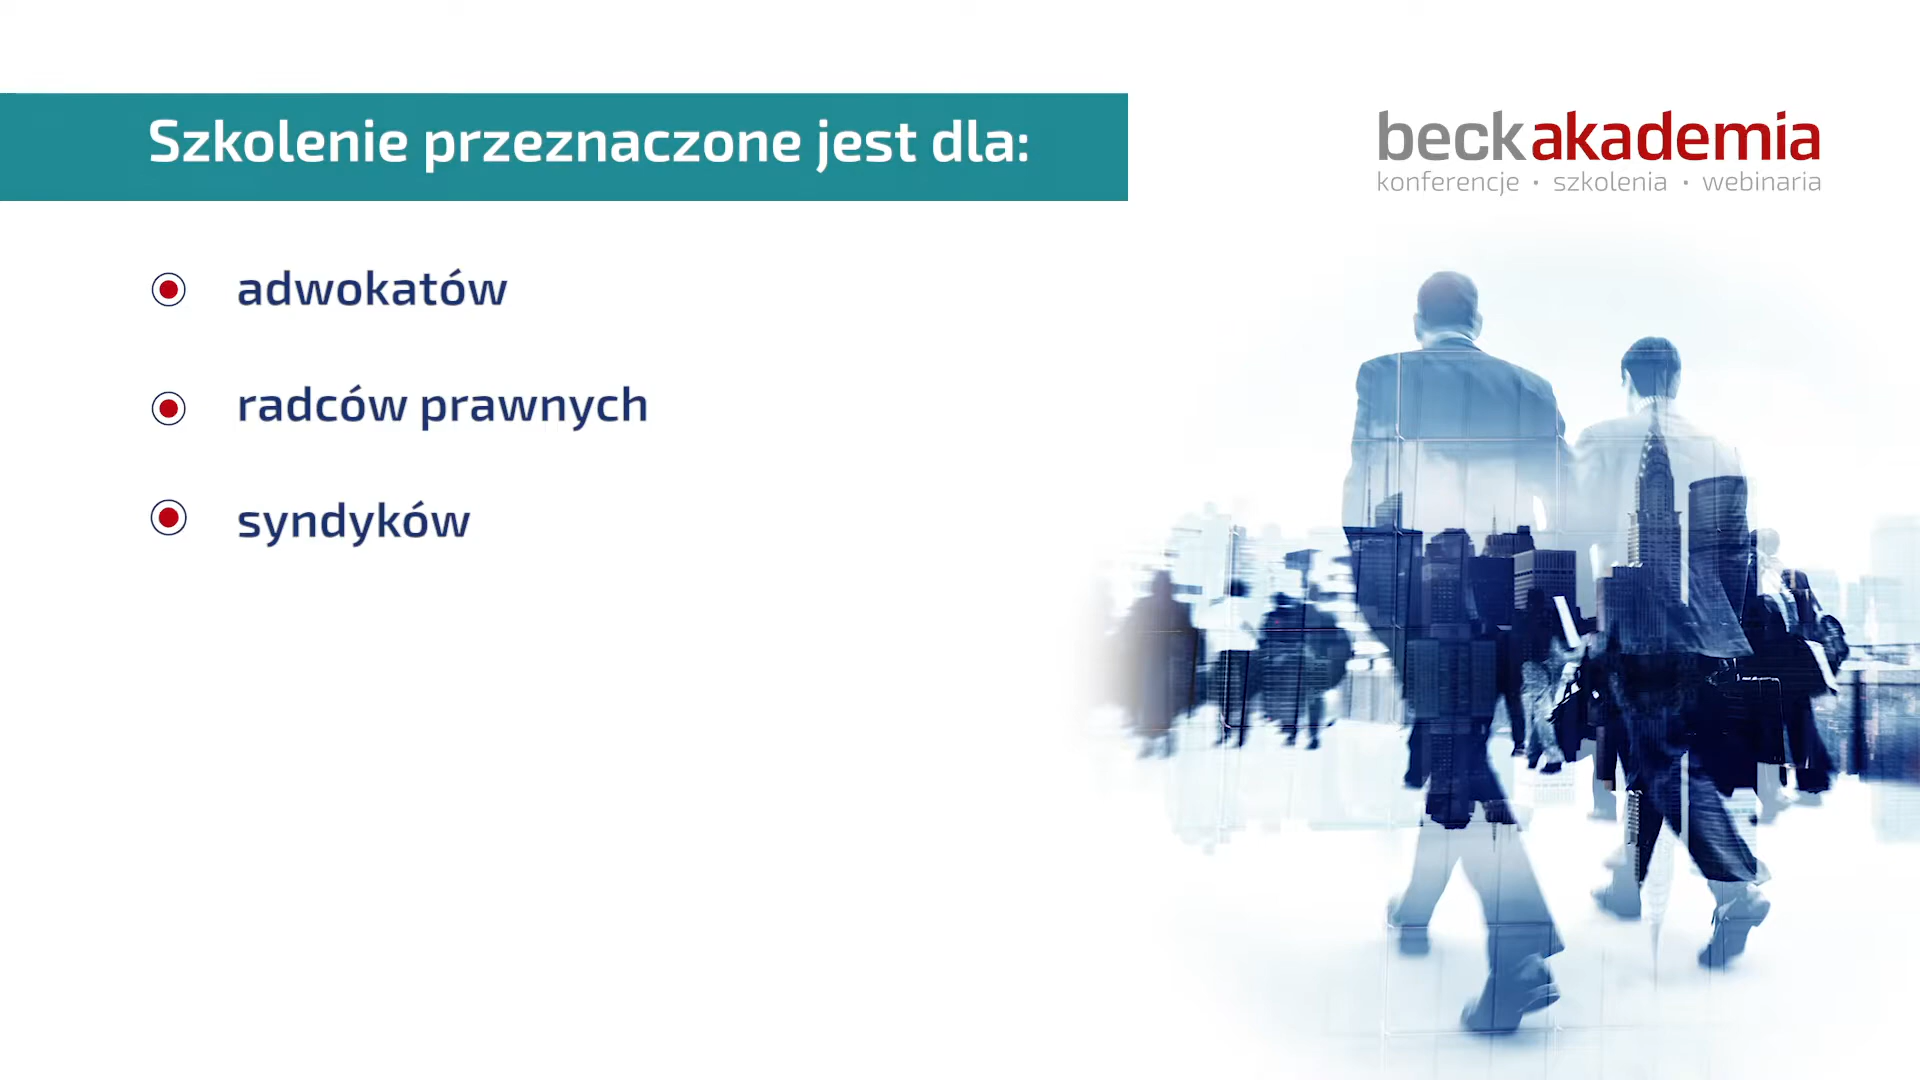 Szkolenie przeznaczone jest dla:
beckakademia
konferencje • szkolenia • webinaria
adwokatów
radców prawnych
syndyków